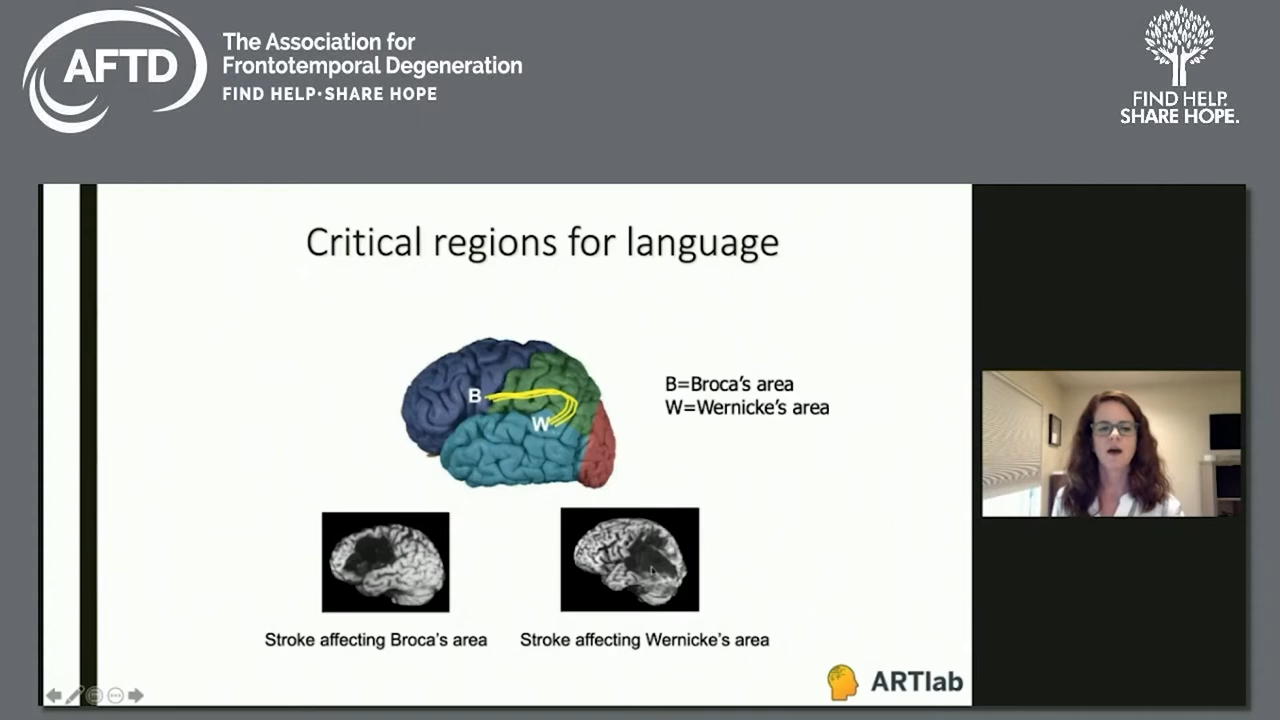 AFTD
The Association for
Frontotemporal Degeneration
FIND HELP•SHARE HOPE
FIND HELP.
SHARE HOPE.
Critical regions for language
B
W
B=Broca's area
W=Wernicke's area
Stroke affecting Broca's area
Stroke affecting Wernicke's area
ARTlab